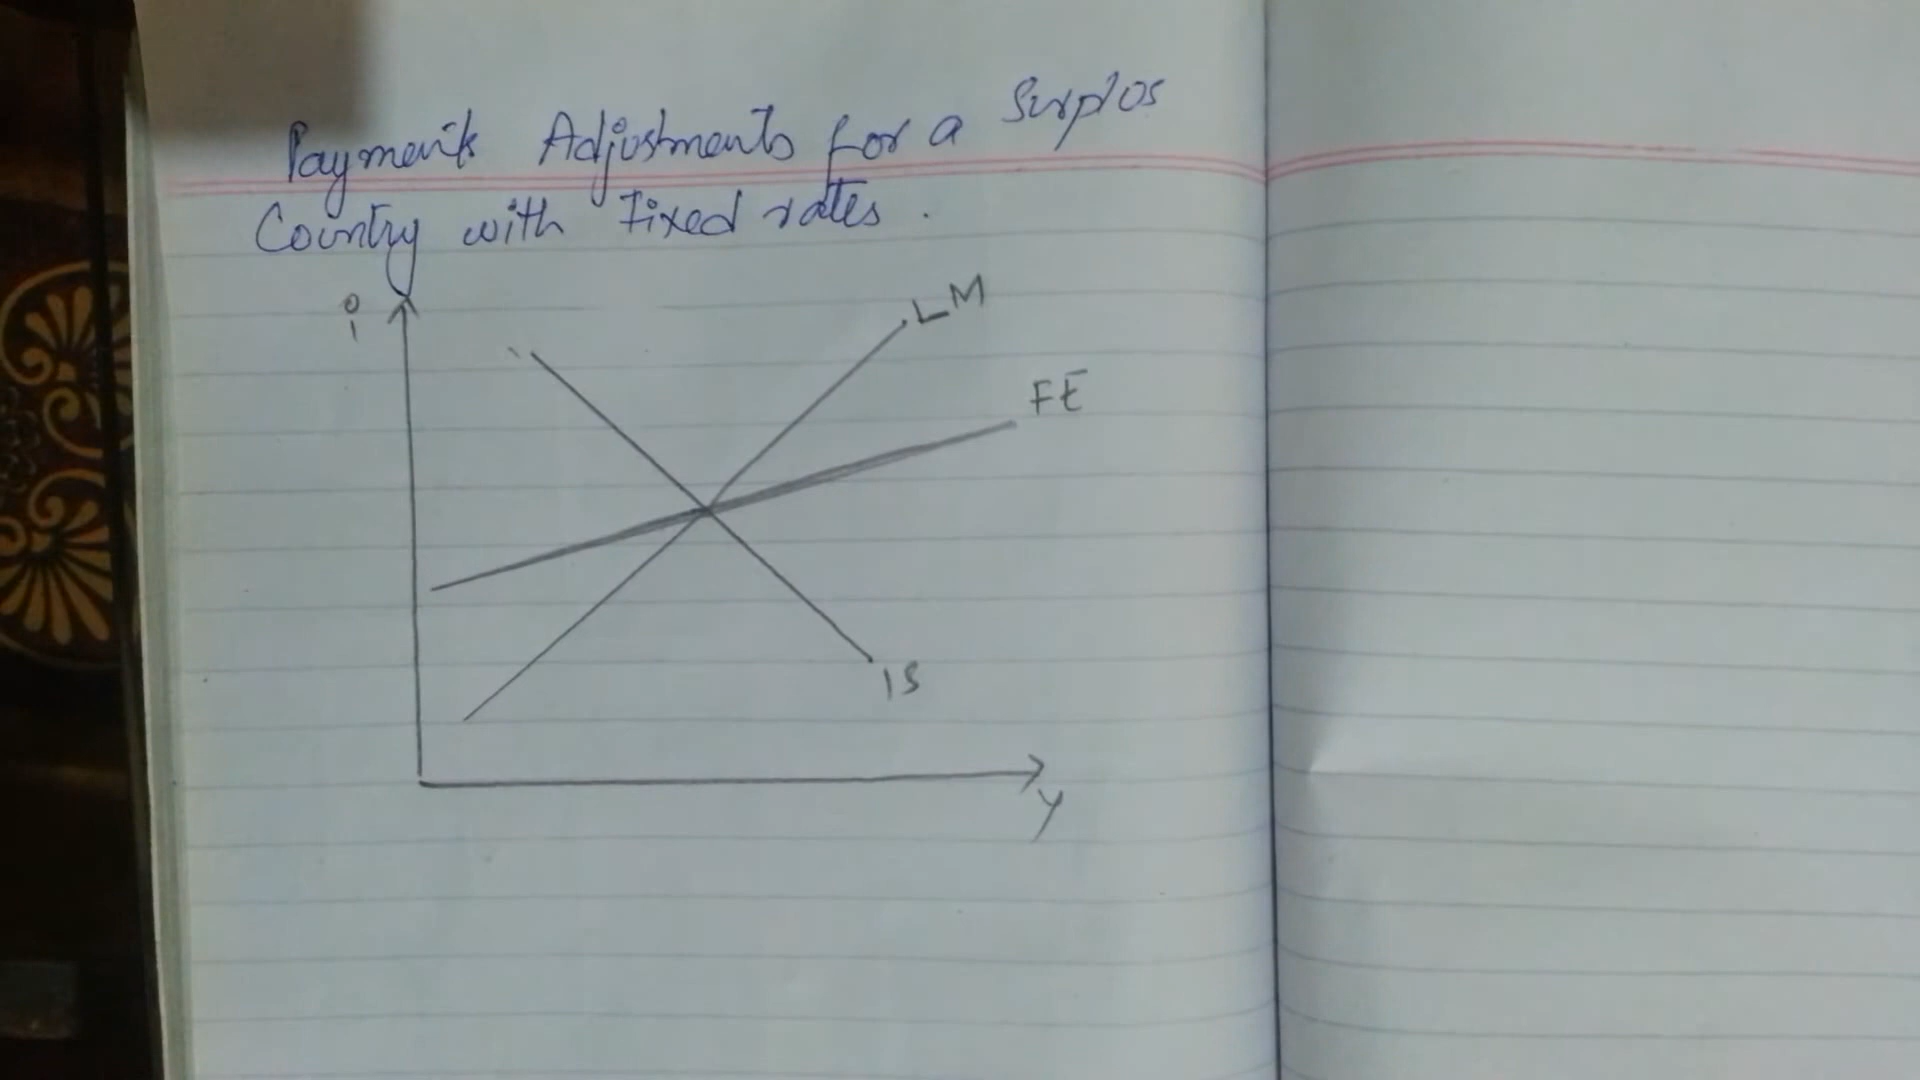 Payments Adjustments for a Surplus
Country with Fixed rates.
i
LM
FE
IS
y